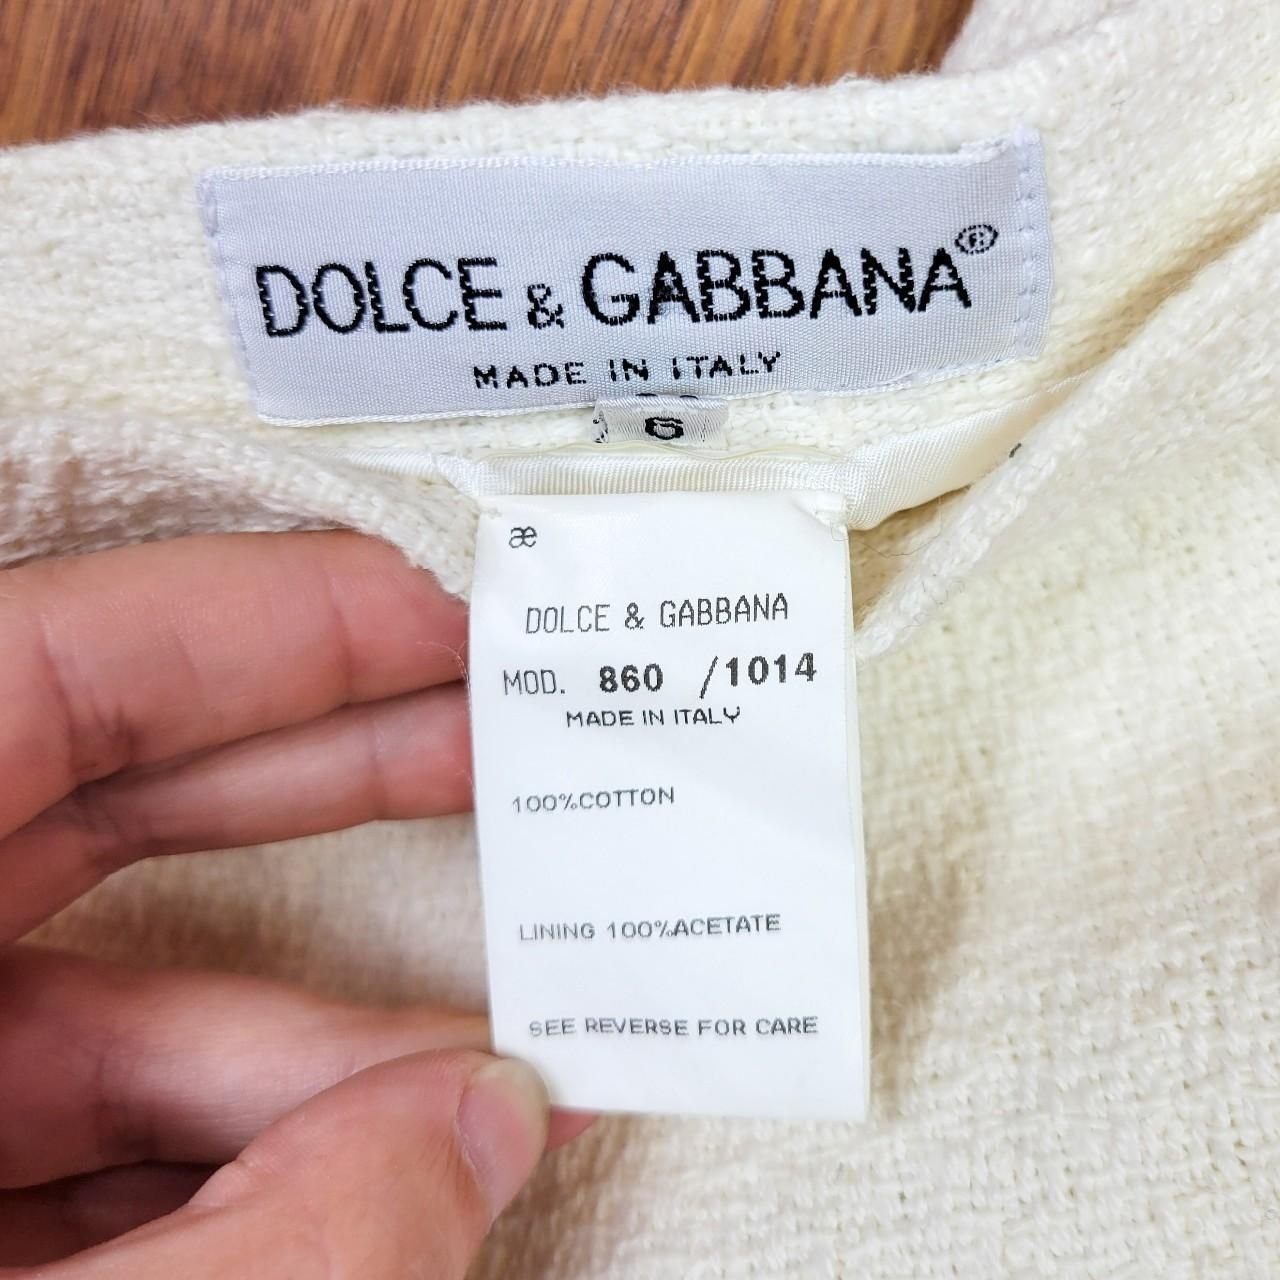 DOLCE & GABBANA®
MADE IN ITALY
6
æ
DOLCE & GABBANA
MOD. 860 /1014
MADE IN ITALY
100%COTTON
LINING 100%ACETATE
SEE REVERSE FOR CARE